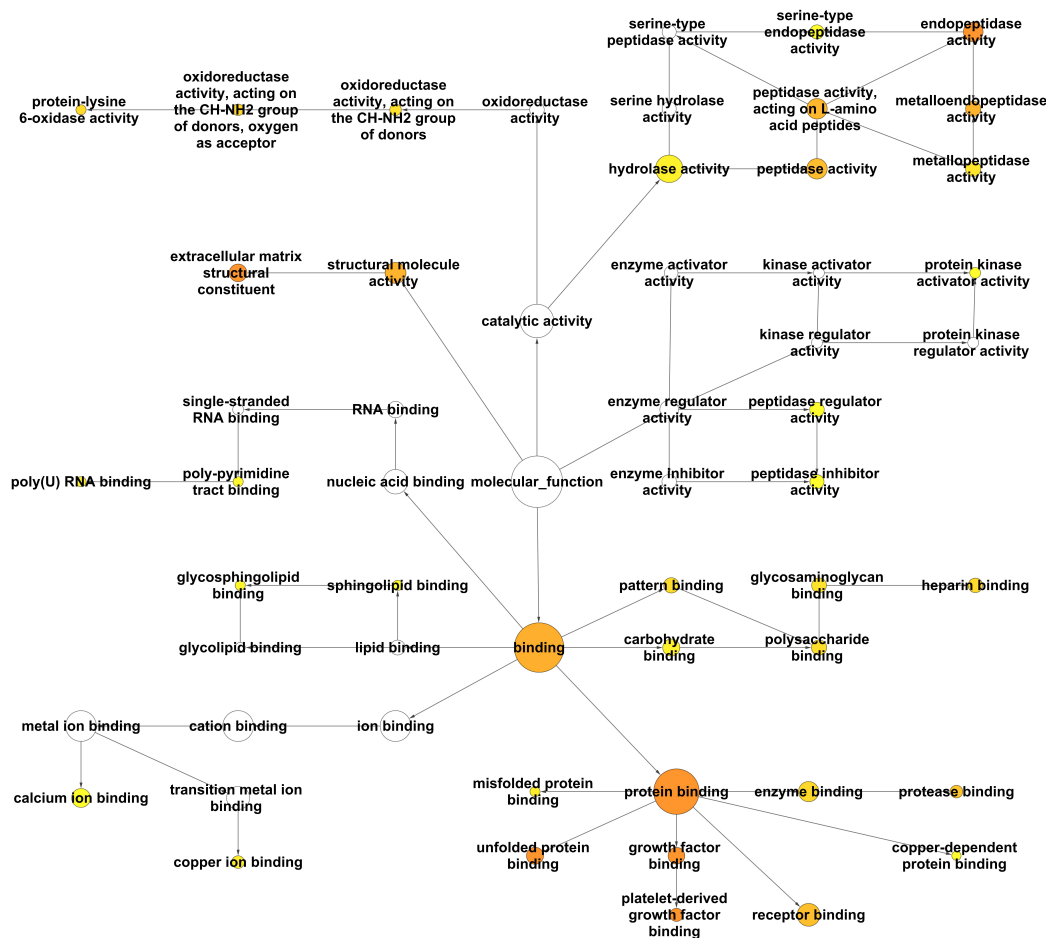 serine-type
peptidase activity
serine-type
endopeptidase
activity
endopeptidase
activity
protein-lysine
6-oxidase activity
oxidoreductase
activity, acting on
the CH-NH2 group
of donors, oxygen
as acceptor
oxidoreductase
activity, acting on
the CH-NH2 group
of donors
oxidoreductase
activity
serine hydrolase
activity
peptidase activity,
acting on L-amino
acid peptides
metalloendopeptidase
activity
hydrolase activity
peptidase activity
metallopeptidase
activity
extracellular matrix
structural
constituent
structural molecule
activity
enzyme activator
activity
kinase activator
activity
protein kinase
activator activity
catalytic activity
kinase regulator
activity
protein kinase
regulator activity
single-stranded
RNA binding
RNA binding
enzyme regulator
activity
peptidase regulator
activity
poly(U) RNA binding
poly-pyrimidine
tract binding
nucleic acid binding
molecular_function
enzyme inhibitor
activity
peptidase inhibitor
activity
glycosphingolipid
binding
sphingolipid binding
pattern binding
glycosaminoglycan
binding
heparin binding
glycolipid binding
lipid binding
binding
carbohydrate
binding
polysaccharide
binding
metal ion binding
cation binding
ion binding
calcium ion binding
transition metal ion
binding
misfolded protein
binding
protein binding
enzyme binding
protease binding
copper ion binding
unfolded protein
binding
growth factor
binding
copper-dependent
protein binding
platelet-derived
growth factor
binding
receptor binding